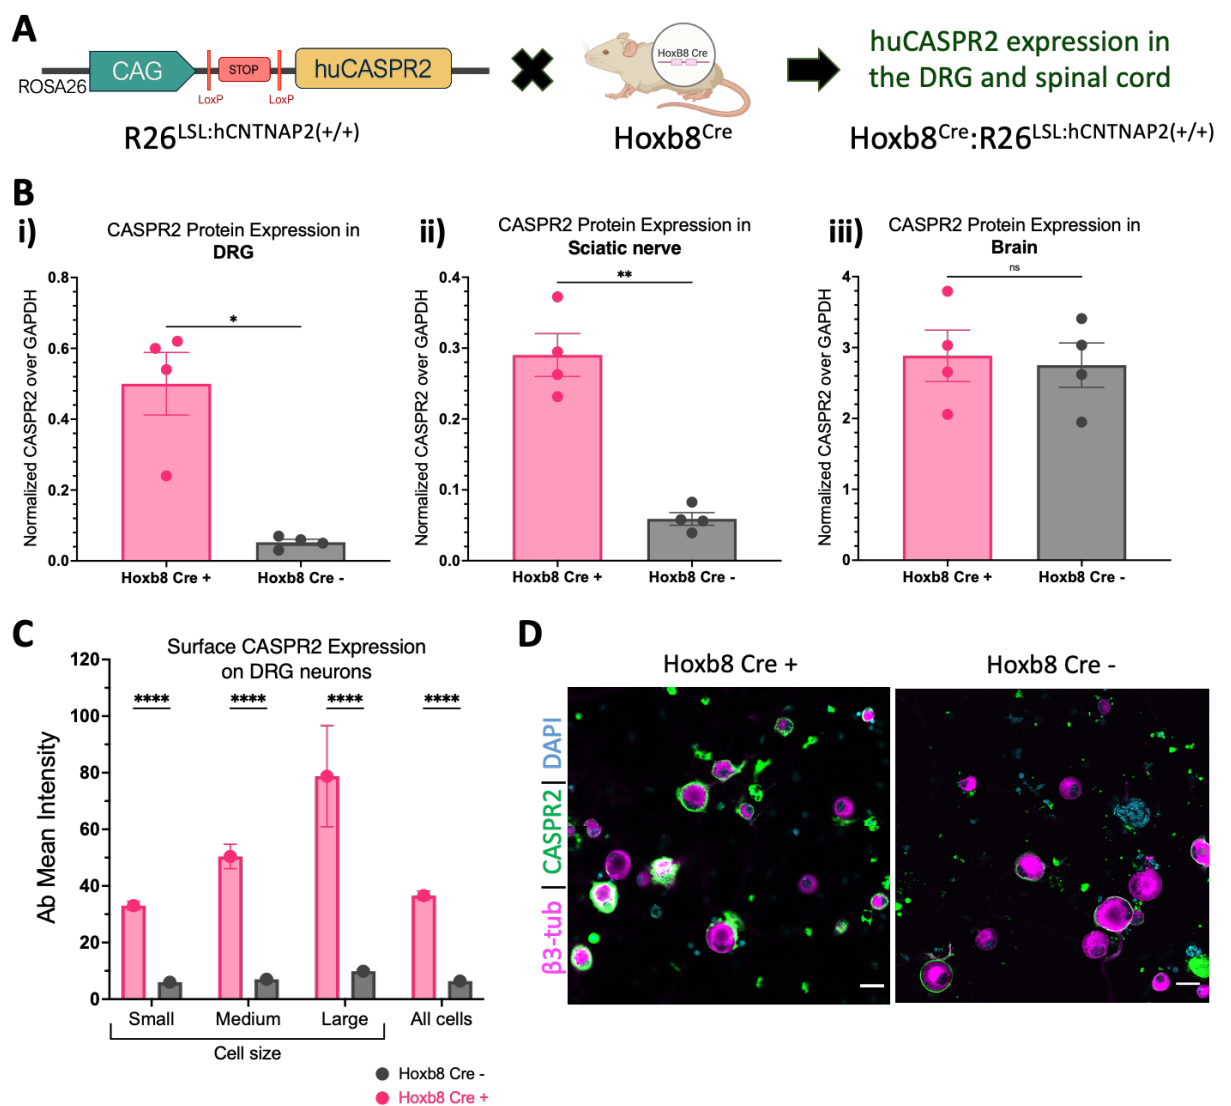 A
ROSA26
CAG
STOP
LoxP
LoxP
huCASPR2
R26LSL:hCNTNAP2(+/+)
HoxB8 Cre
Hoxb8Cre
huCASPR2 expression in
the DRG and spinal cord
Hoxb8Cre:R26LSL:hCNTNAP2(+/+)
B
i)
CASPR2 Protein Expression in
DRG
Normalized CASPR2 over GAPDH
0.8
0.6
0.4
0.2
0.0
*
Hoxb8 Cre +
Hoxb8 Cre -
ii)
CASPR2 Protein Expression in
Sciatic nerve
Normalized CASPR2 over GAPDH
0.4
0.3
0.2
0.1
0.0
**
Hoxb8 Cre +
Hoxb8 Cre -
iii)
CASPR2 Protein Expression in
Brain
Normalized CASPR2 over GAPDH
4
3
2
1
0
ns
Hoxb8 Cre +
Hoxb8 Cre -
C
Surface CASPR2 Expression
on DRG neurons
Ab Mean Intensity
120
100
80
60
40
20
0
****
****
****
****
Small
Medium
Large
All cells
Cell size
Hoxb8 Cre -
Hoxb8 Cre +
D
Hoxb8 Cre +
Hoxb8 Cre -
β3-tub | CASPR2 | DAPI